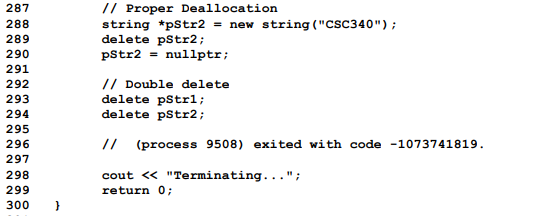 287 // Proper Deallocation
288 string *pStr2 = new string("CSC340");
289 delete pStr2;
290 pStr2 = nullptr;
291
292 // Double delete
293 delete pStr1;
294 delete pStr2;
295
296 // (process 9508) exited with code -1073741819.
297
298 cout << "Terminating...";
299 return 0;
300 }